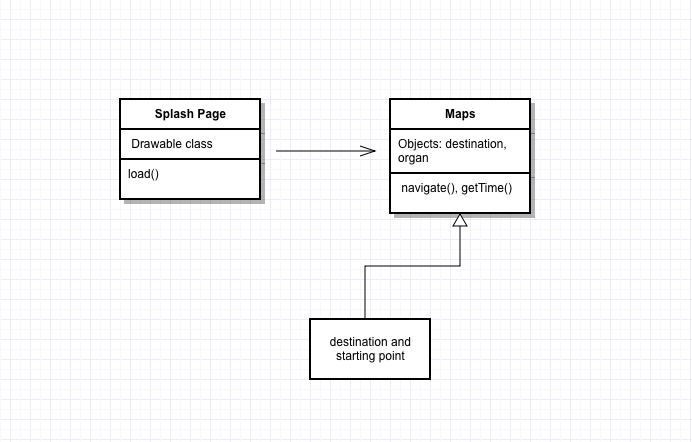 Splash Page
Drawable class
load()
Maps
Objects: destination,
organ
navigate(), getTime()
destination and
starting point